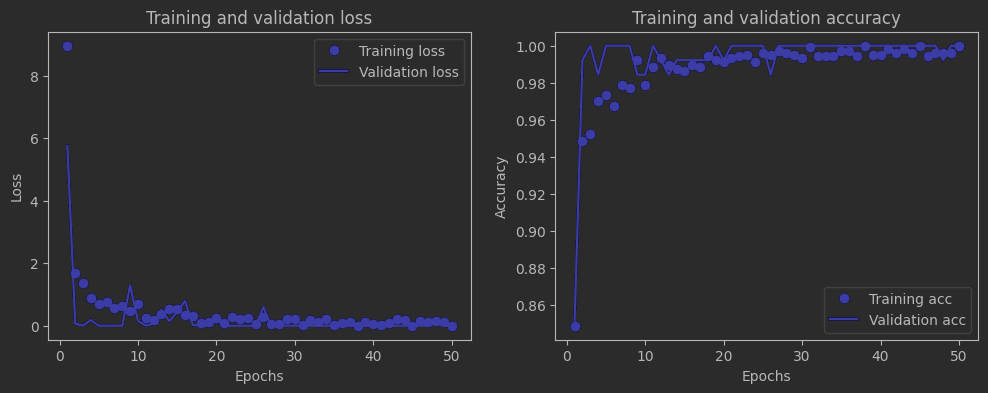 Training and validation loss
Training loss
Validation loss
8
6
4
2
0
Loss
0 10 20 30 40 50
Epochs
Training and validation accuracy
1.00
0.98
0.96
0.94
0.92
0.90
0.88
0.86
Accuracy
Training acc
Validation acc
0 10 20 30 40 50
Epochs